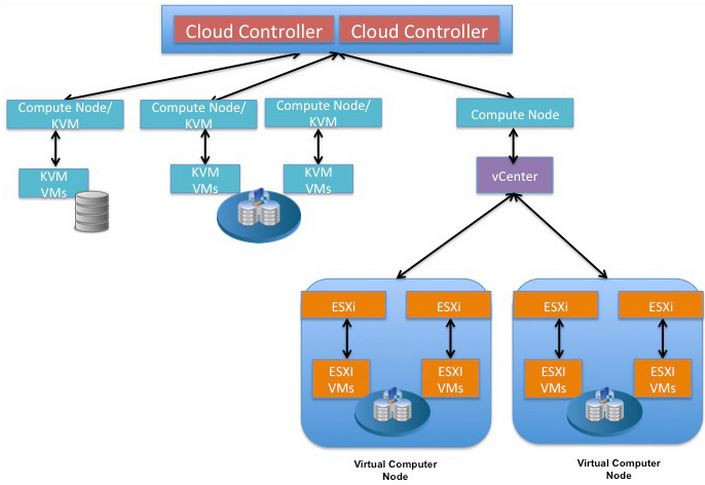 Cloud Controller
Cloud Controller
Compute Node/
KVM
Compute Node/
KVM
Compute Node/
KVM
Compute Node
KVM
VMs
KVM
VMs
KVM
VMs
vCenter
ESXi
ESXi
ESXi
ESXi
ESXI
VMs
ESXI
VMs
ESXI
VMs
ESXI
VMs
Virtual Computer
Node
Virtual Computer
Node